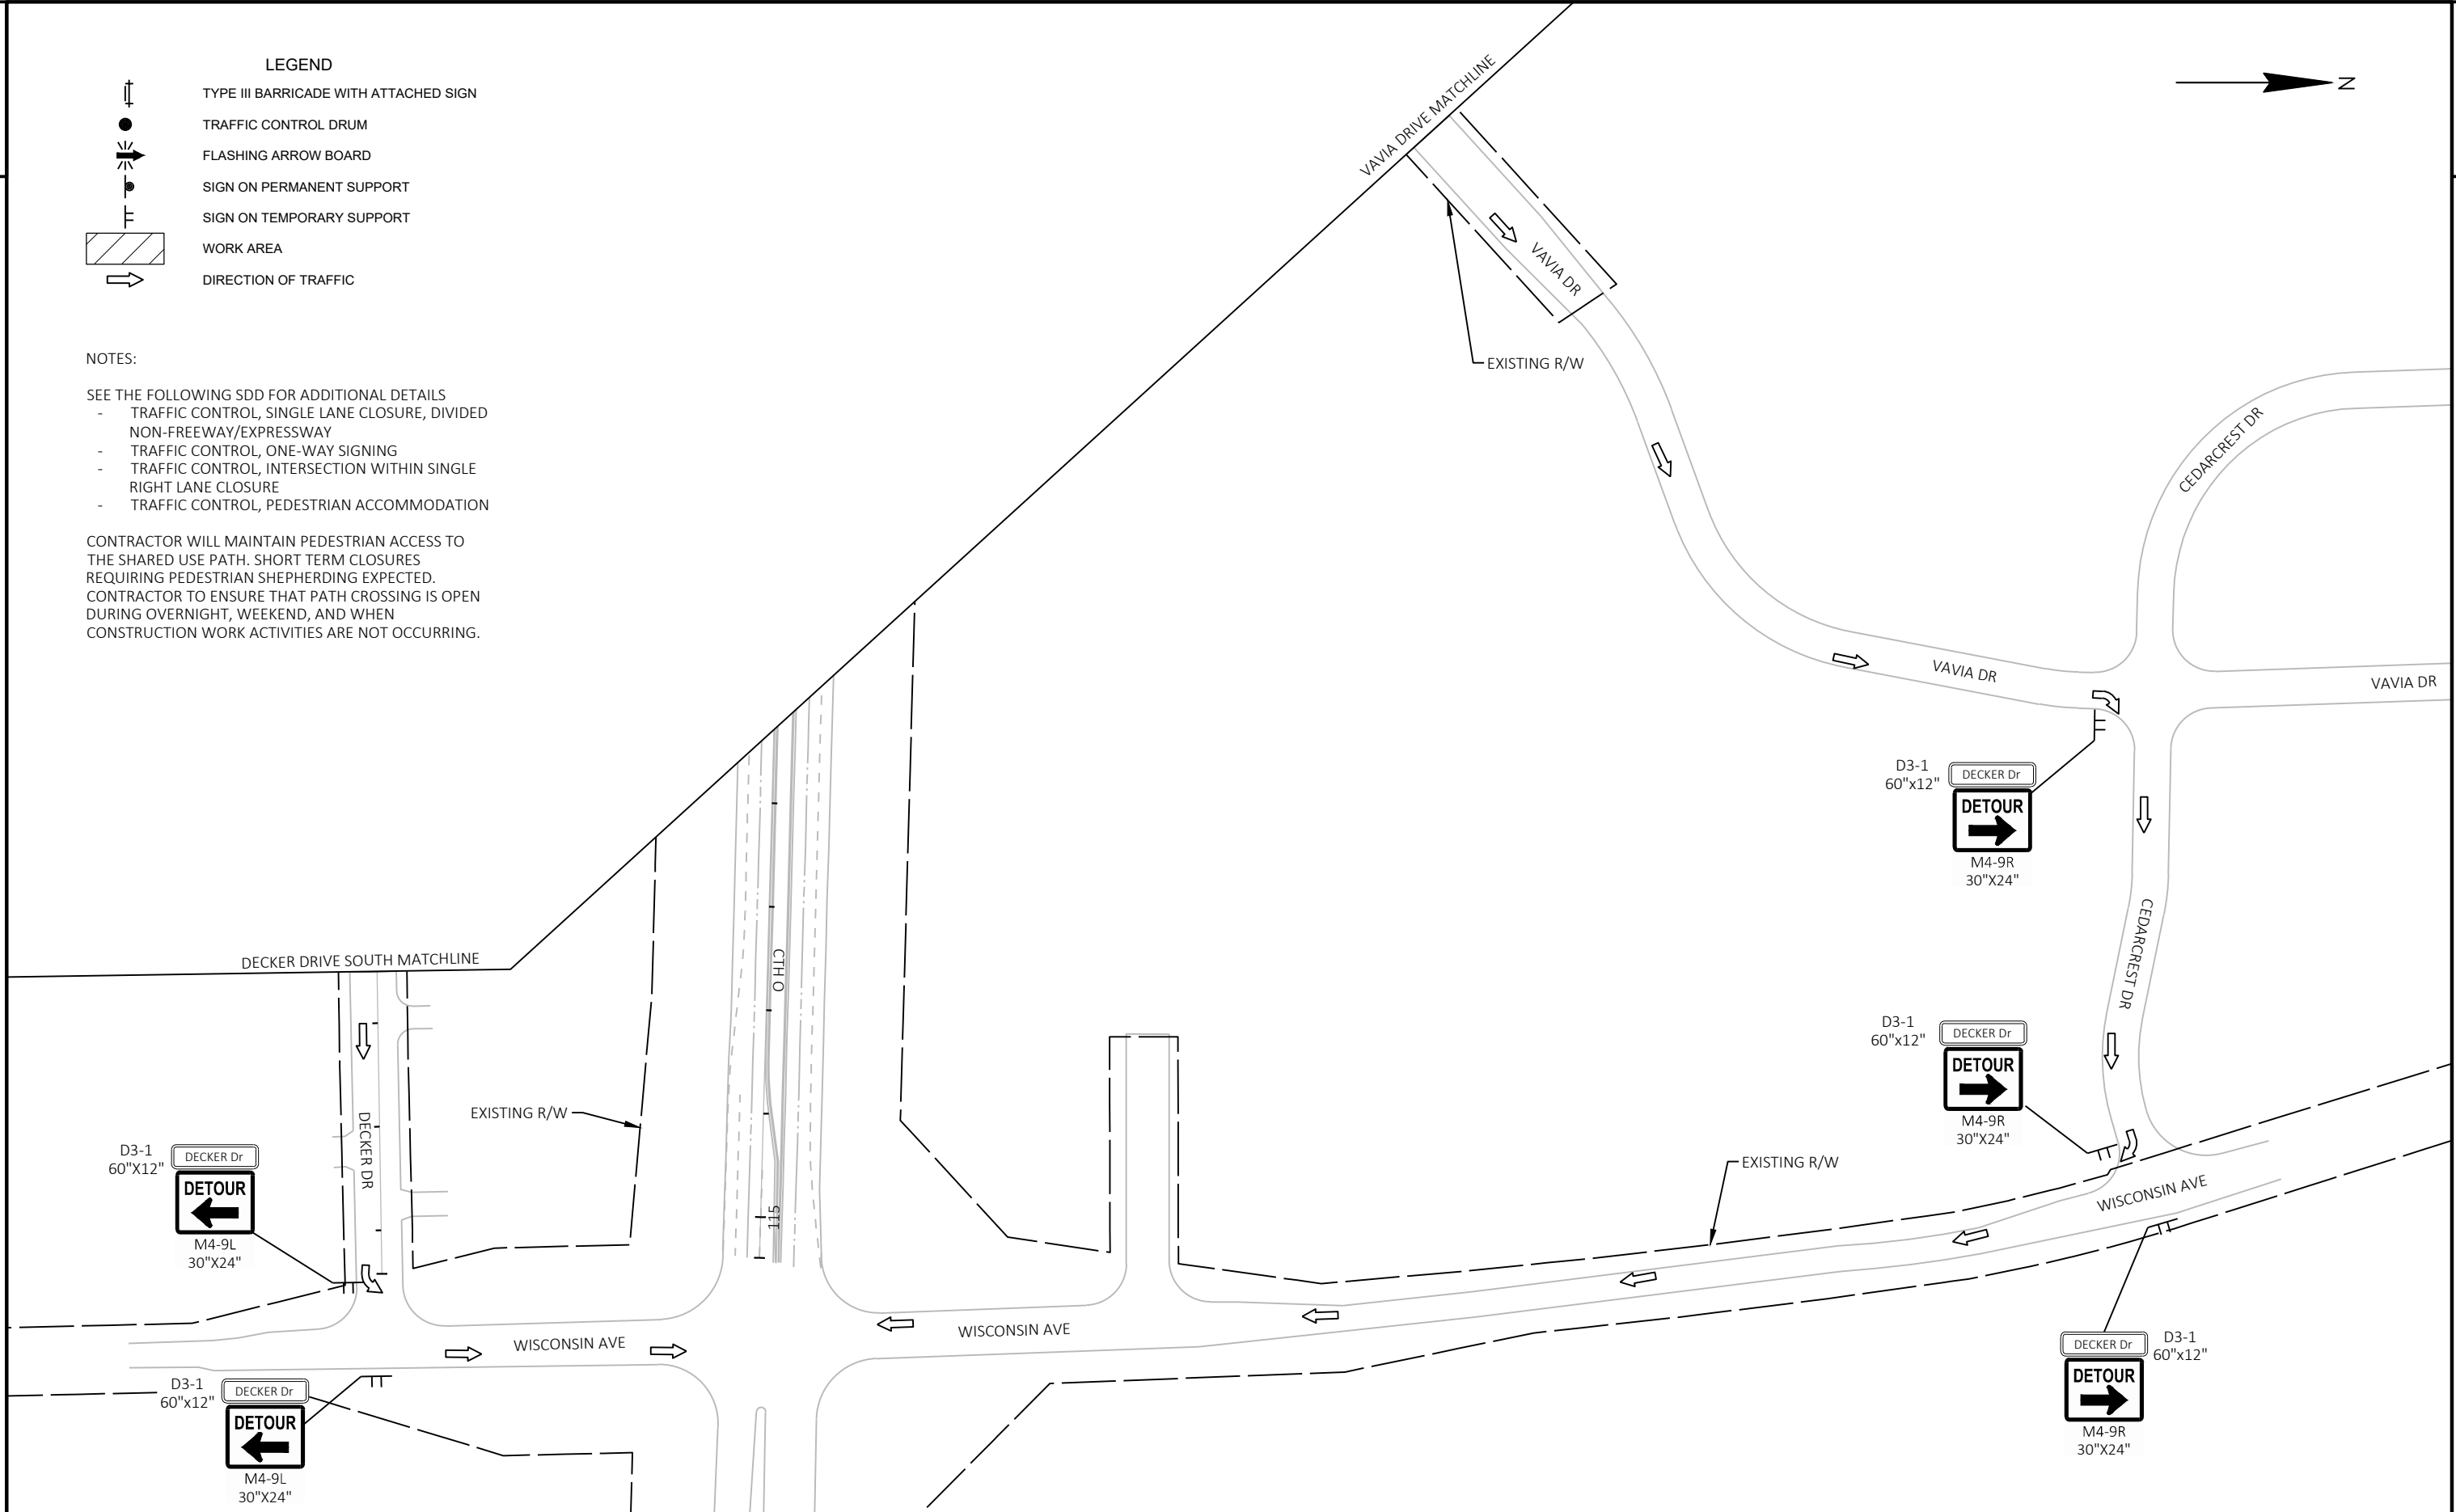 LEGEND
TYPE III BARRICADE WITH ATTACHED SIGN
TRAFFIC CONTROL DRUM
FLASHING ARROW BOARD
SIGN ON PERMANENT SUPPORT
SIGN ON TEMPORARY SUPPORT
WORK AREA
DIRECTION OF TRAFFIC
NOTES:
SEE THE FOLLOWING SDD FOR ADDITIONAL DETAILS
- TRAFFIC CONTROL, SINGLE LANE CLOSURE, DIVIDED
NON-FREEWAY/EXPRESSWAY
- TRAFFIC CONTROL, ONE-WAY SIGNING
- TRAFFIC CONTROL, INTERSECTION WITHIN SINGLE
RIGHT LANE CLOSURE
- TRAFFIC CONTROL, PEDESTRIAN ACCOMMODATION
CONTRACTOR WILL MAINTAIN PEDESTRIAN ACCESS TO
THE SHARED USE PATH. SHORT TERM CLOSURES
REQUIRING PEDESTRIAN SHEPHERDING EXPECTED.
CONTRACTOR TO ENSURE THAT PATH CROSSING IS OPEN
DURING OVERNIGHT, WEEKEND, AND WHEN
CONSTRUCTION WORK ACTIVITIES ARE NOT OCCURRING.
N
VAVIA DRIVE MATCHLINE
VAVIA DR
EXISTING R/W
CEDARCREST DR
VAVIA DR
VAVIA DR
D3-1
60"x12"
DECKER Dr
DETOUR
M4-9R
30"X24"
CEDARCREST DR
D3-1
60"x12"
DECKER Dr
DETOUR
M4-9R
30"X24"
EXISTING R/W
WISCONSIN AVE
DECKER Dr
D3-1
60"x12"
DETOUR
M4-9R
30"X24"
DECKER DRIVE SOUTH MATCHLINE
CTH O
115
EXISTING R/W
DECKER DR
D3-1
60"X12"
DECKER Dr
DETOUR
M4-9L
30"X24"
WISCONSIN AVE
WISCONSIN AVE
D3-1
60"x12"
DECKER Dr
DETOUR
M4-9L
30"X24"